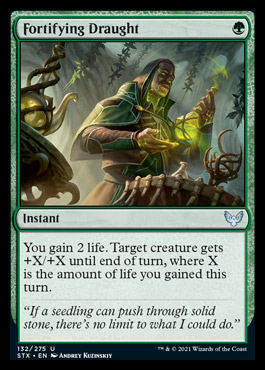 Fortifying Draught
Instant
You gain 2 life. Target creature gets
+X/+X until end of turn, where X
is the amount of life you gained this
turn.
“If a seedling can push through solid
stone, there’s no limit to what I could do.”
132/275 U
STX • EN Andrey Kuzinskiy
™ & © 2021 Wizards of the Coast